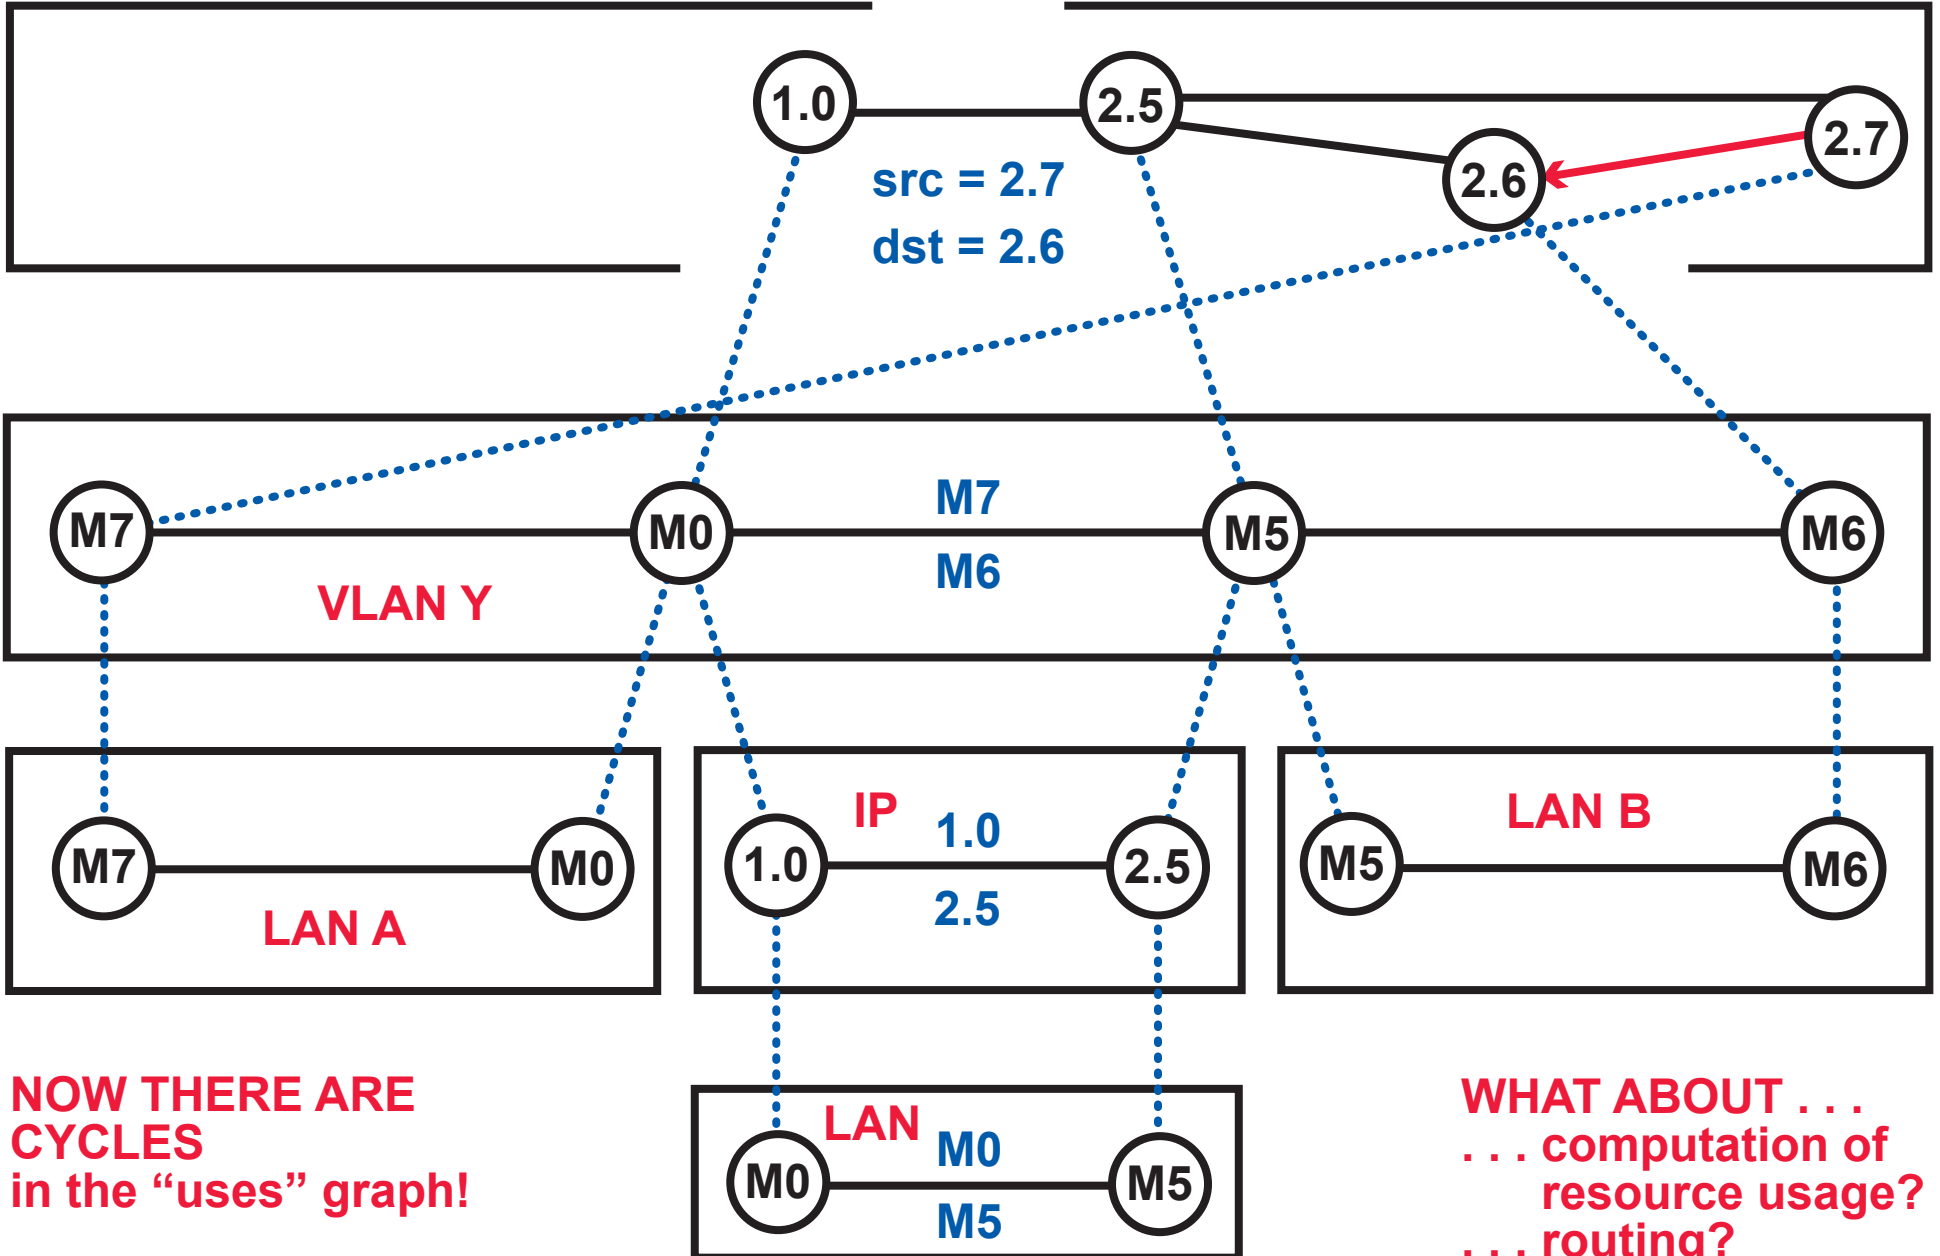 1.0
2.5
2.7
2.6
src = 2.7
dst = 2.6
M7
M0
M7
M5
M6
M6
VLAN Y
IP
1.0
LAN B
M7
M0
1.0
2.5
M5
M6
2.5
LAN A
NOW THERE ARE
CYCLES
in the “uses” graph!
LAN
M0
M0
M5
M5
WHAT ABOUT . . .
. . . computation of
resource usage?
. . . routing?